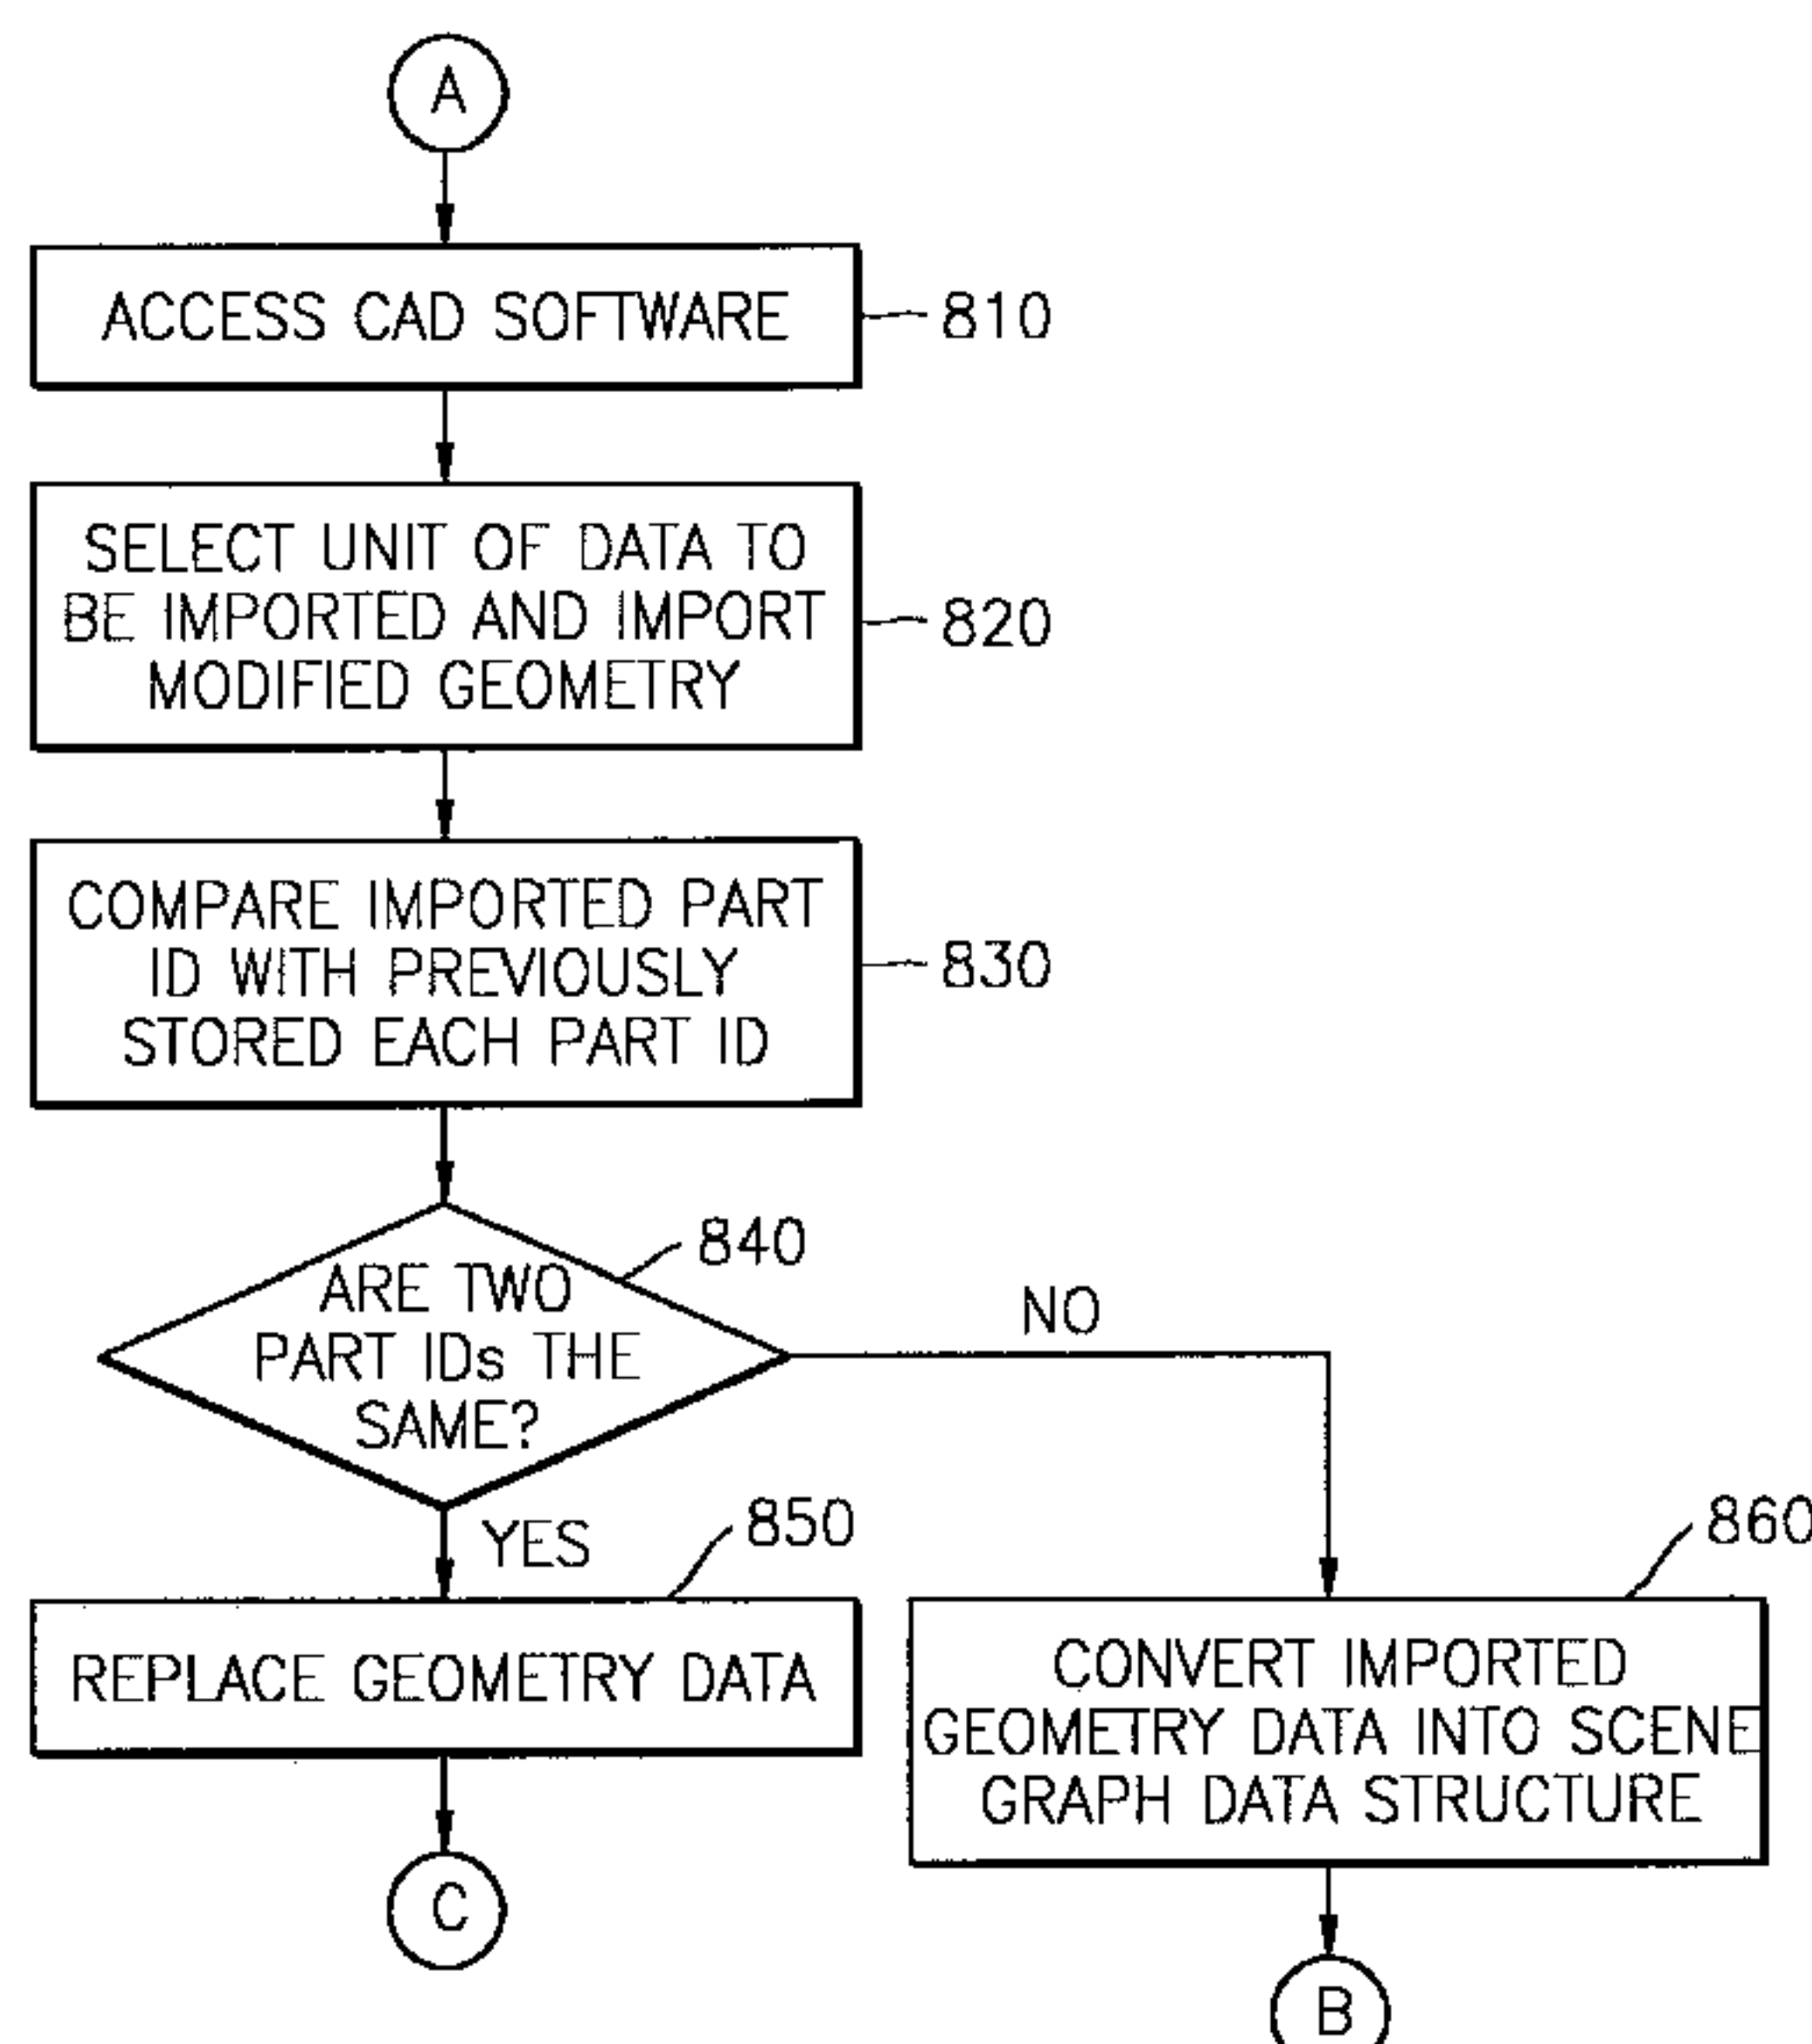 A
ACCESS CAD SOFTWARE
810
SELECT UNIT OF DATA TO
BE IMPORTED AND IMPORT
MODIFIED GEOMETRY
820
COMPARE IMPORTED PART
ID WITH PREVIOUSLY
STORED EACH PART ID
830
840
ARE TWO
PART IDs THE
SAME?
NO
YES
850
REPLACE GEOMETRY DATA
860
CONVERT IMPORTED
GEOMETRY DATA INTO SCENE
GRAPH DATA STRUCTURE
C
B